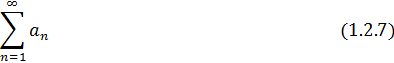 ∞
∑ aₙ (1.2.7)
n=1